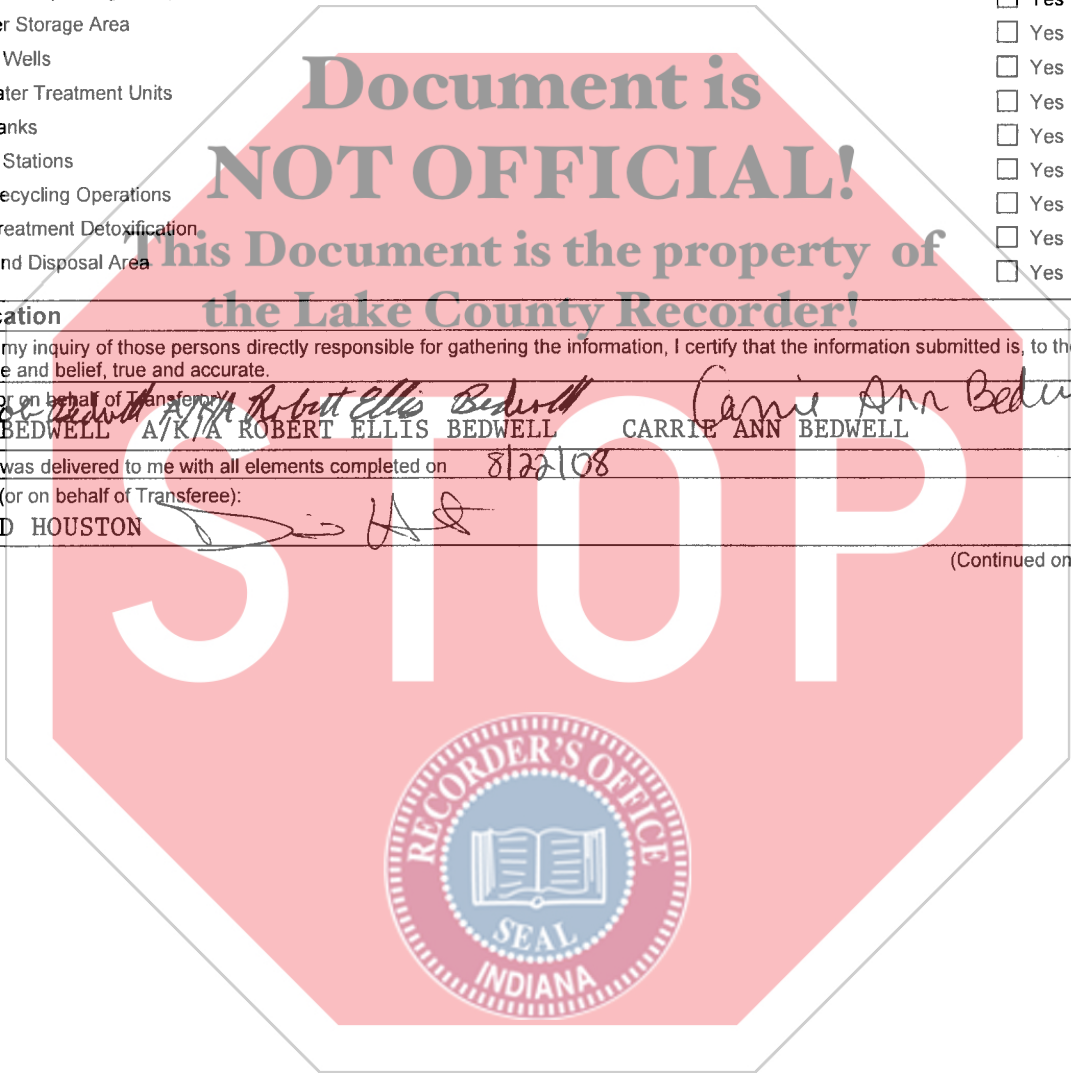 Yes
er Storage Area Yes
Wells Yes
ater Treatment Units Yes
anks Yes
Stations Yes
ecycling Operations Yes
reatment Detoxification Yes
nd Disposal Area Yes
Document is
NOT OFFICIAL!
This Document is the property of
the Lake County Recorder!
cation
my inquiry of those persons directly responsible for gathering the information, I certify that the information submitted is, to the
e and belief, true and accurate.
or on behalf of Transferor)
Bedwell A/K/A Robert Ellis Bedwell Carrie Ann Bedw
BEDWELL A/K/A ROBERT ELLIS BEDWELL CARRIE ANN BEDWELL
was delivered to me with all elements completed on 8/22/08
(or on behalf of Transferee):
D HOUSTON
(Continued on
STOP
RECORDER'S OFFICE
SEAL
INDIANA